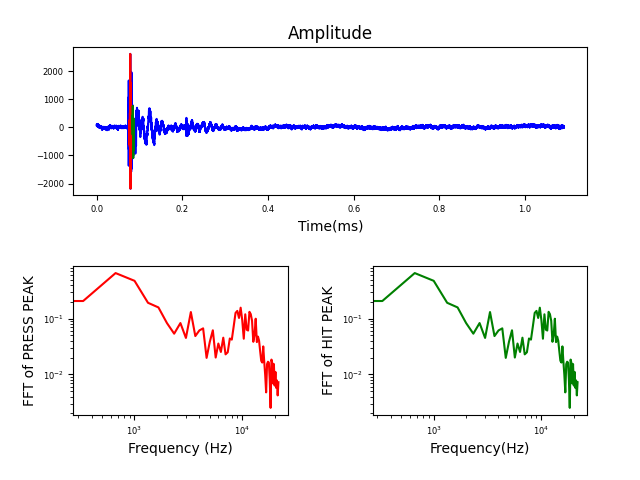 Amplitude
2000
1000
0
−1000
−2000
0.0 0.2 0.4 0.6 0.8 1.0
Time(ms)
FFT of PRESS PEAK
10⁻¹
10⁻²
10³ 10⁴
Frequency (Hz)
FFT of HIT PEAK
10⁻¹
10⁻²
10³ 10⁴
Frequency(Hz)